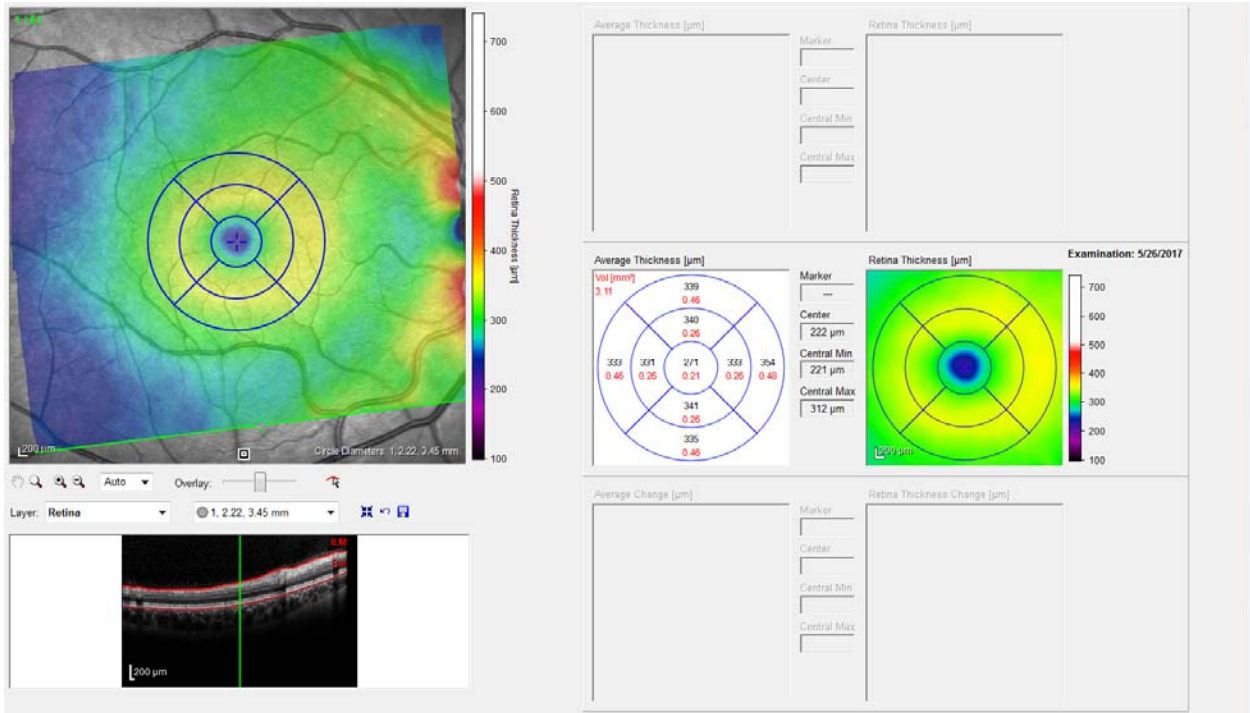 700
600
500
400
300
200
100
Retina Thickness [µm]
200 µm
Circle Diameters: 1, 2.22, 3.45 mm
Auto
Overlay:
Layer: Retina
1, 2.22, 3.45 mm
ILM
200 µm
Average Thickness [µm]
Marker
Center
Central Min
Central Max
Retina Thickness [µm]
Examination: 5/26/2017
Average Thickness [µm]
Vol [mm³]
3.11
339
0.46
340
0.26
333 331 271 333 354
0.46 0.26 0.21 0.26 0.48
341
0.26
335
0.46
Marker
---
Center
222 µm
Central Min
221 µm
Central Max
312 µm
Retina Thickness [µm]
200 µm
700
600
500
400
300
200
100
Average Change [µm]
Marker
Center
Central Min
Central Max
Retina Thickness Change [µm]